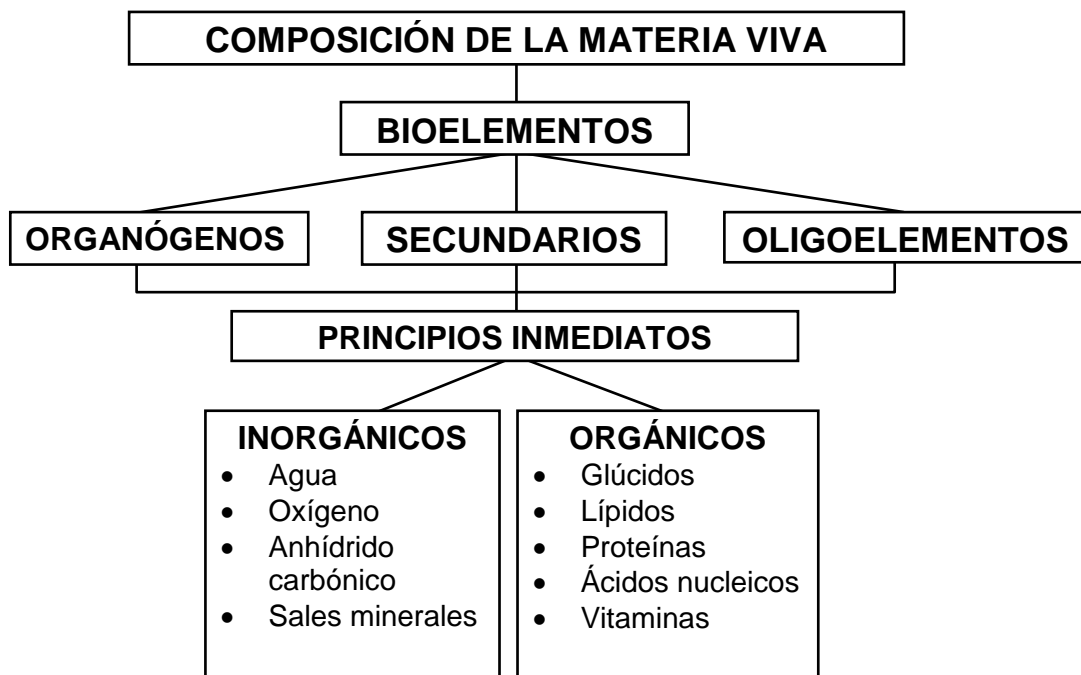 COMPOSICIÓN DE LA MATERIA VIVA
BIOELEMENTOS
ORGANÓGENOS
SECUNDARIOS
OLIGOELEMENTOS
PRINCIPIOS INMEDIATOS
INORGÁNICOS
• Agua
• Oxígeno
• Anhídrido
carbónico
• Sales minerales
ORGÁNICOS
• Glúcidos
• Lípidos
• Proteínas
• Ácidos nucleicos
• Vitaminas